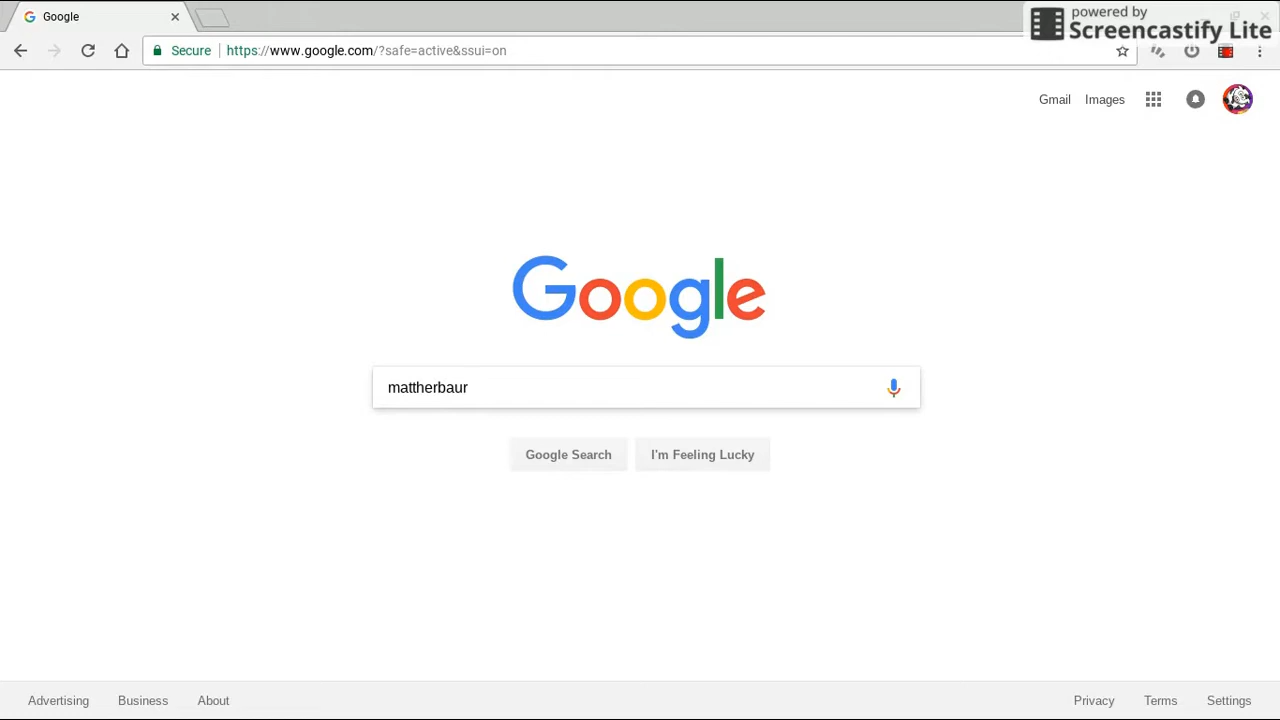 Google
powered by
Screencastify Lite
Secure https://www.google.com/?safe=active&ssui=on
Gmail Images
Google
mattherbaur
Google Search I'm Feeling Lucky
Advertising Business About Privacy Terms Settings